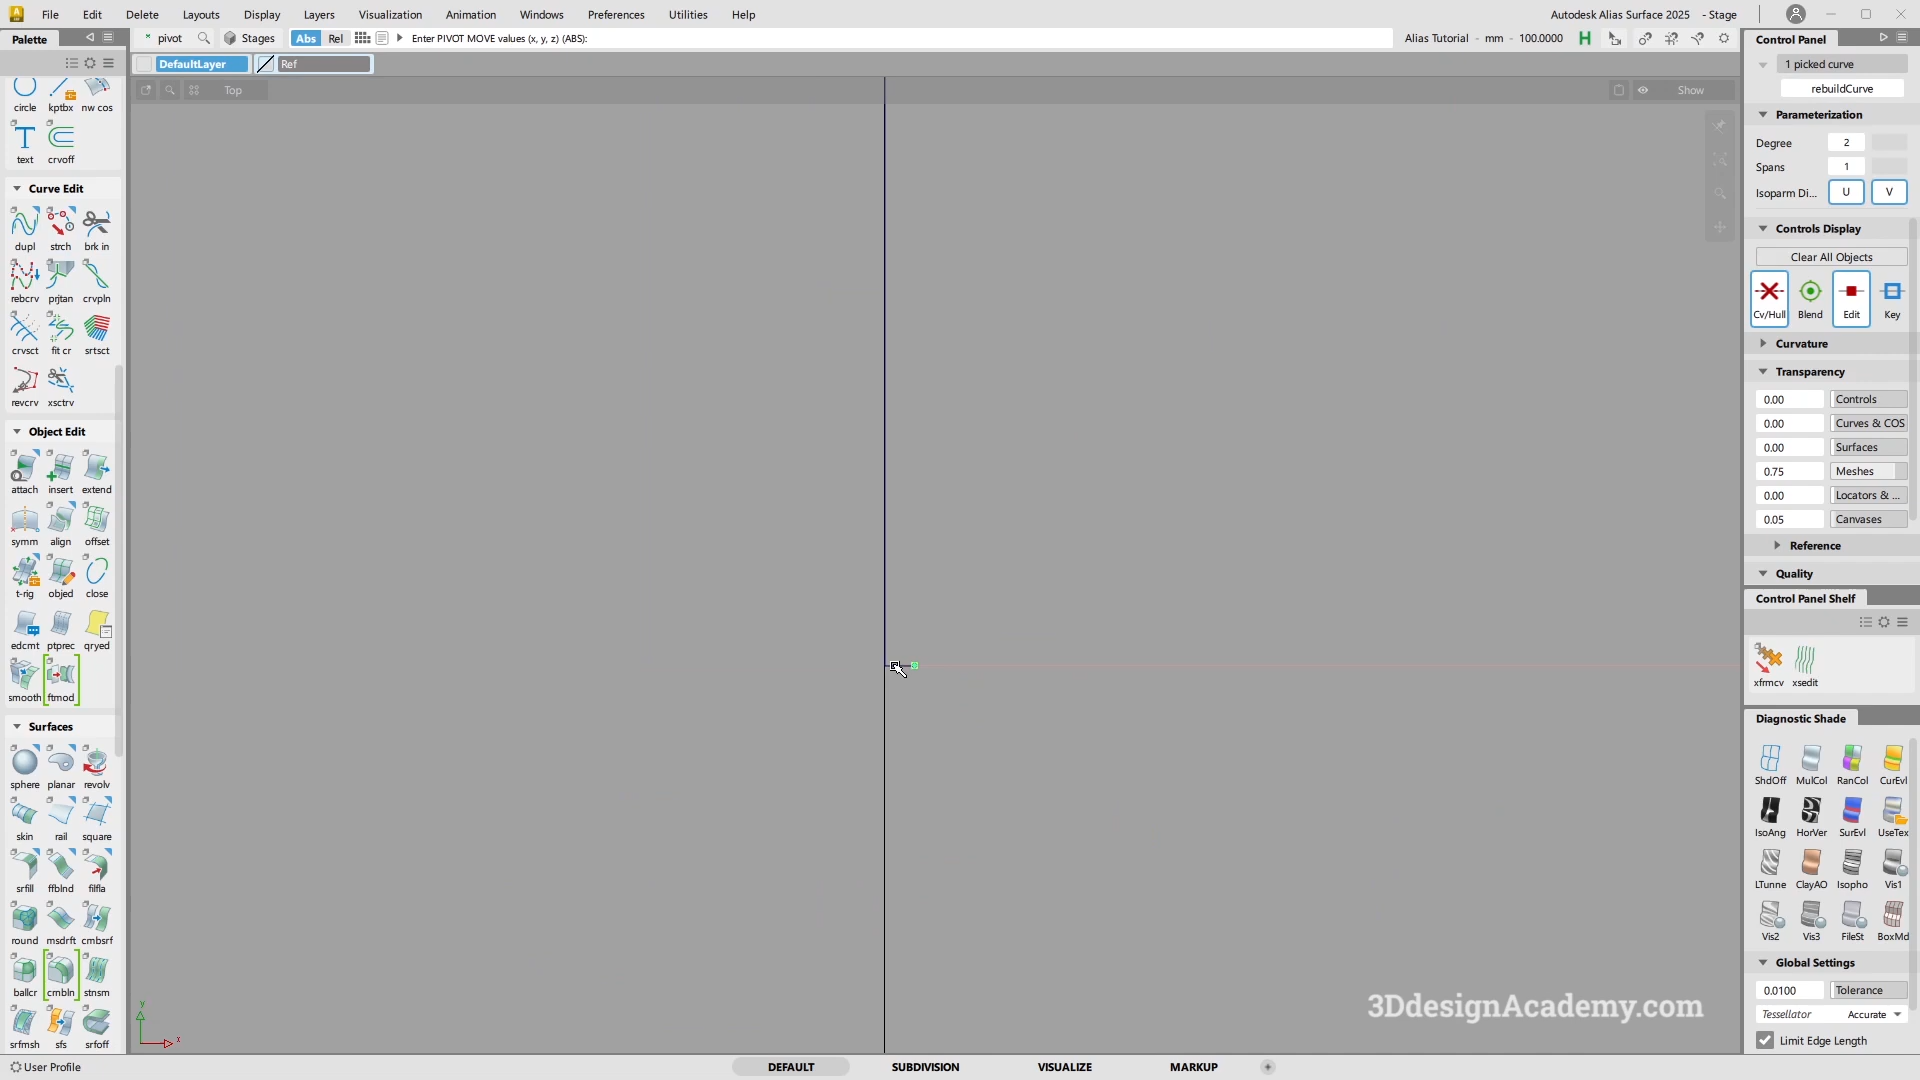 File Edit Delete Layouts Display Layers Visualization Animation Windows Preferences Utilities Help
Autodesk Alias Surface 2025 - Stage
Palette
pivot Stages Abs Rel Enter PIVOT MOVE values (x, y, z) (ABS):
Alias Tutorial - mm - 100.0000
DefaultLayer Ref
Top
Show
circle kptbx nw cos
text crvoff
Curve Edit
dupl strch brk in
rebcrv prjtan crvpln
crvsct fit cr srtsct
revcrv xsctrv
Object Edit
attach insert extend
symm align offset
t-rig objed close
edcmt ptprec qryed
smooth ftmod
Surfaces
sphere planar revolv
skin rail square
srfill ffblnd filfla
round msdrft cmbsrf
ballcr cmbln stnsm
srfmsh sfs srfoff
User Profile
y
x
3DdesignAcademy.com
DEFAULT SUBDIVISION VISUALIZE MARKUP +
Control Panel
1 picked curve
rebuildCurve
Parameterization
Degree 2
Spans 1
Isoparm Di... U V
Controls Display
Clear All Objects
Cv/Hull Blend Edit Key
Curvature
Transparency
0.00 Controls
0.00 Curves & COS
0.00 Surfaces
0.75 Meshes
0.00 Locators & ...
0.05 Canvases
Reference
Quality
Control Panel Shelf
xfrmcv xsedit
Diagnostic Shade
ShdOff MulCol RanCol CurEvl
IsoAng HorVer SurEvl UseTex
LTunne ClayAO Isopho Vis1
Vis2 Vis3 FileSt BoxMd
Global Settings
0.0100 Tolerance
Tessellator Accurate
Limit Edge Length